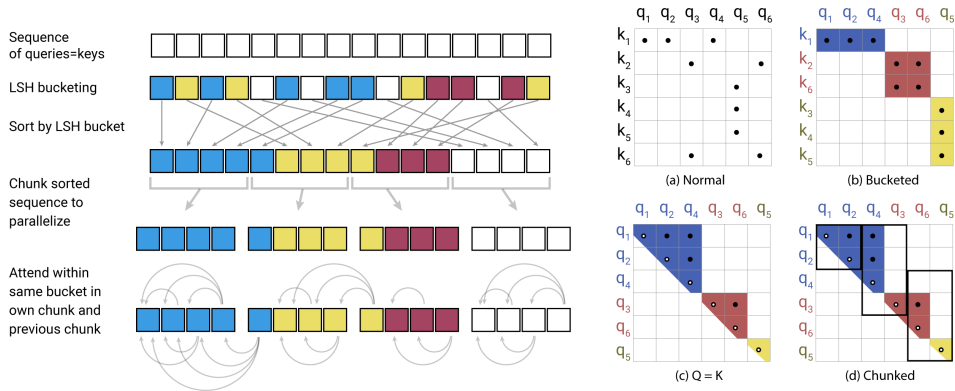 Sequence
of queries=keys
LSH bucketing
Sort by LSH bucket
Chunk sorted
sequence to
parallelize
Attend within
same bucket in
own chunk and
previous chunk
q1 q2 q3 q4 q5 q6
k1
k2
k3
k4
k5
k6
(a) Normal
q1 q2 q4 q3 q6 q5
k1
k2
k6
k3
k4
k5
(b) Bucketed
q1 q2 q4 q3 q6 q5
q1
q2
q4
q3
q6
q5
(c) Q = K
q1 q2 q4 q3 q6 q5
q1
q2
q4
q3
q6
q5
(d) Chunked